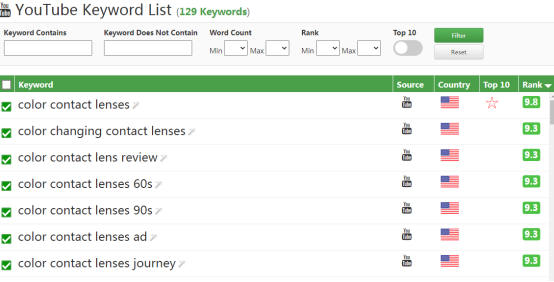 You Tube YouTube Keyword List (129 Keywords)
Keyword Contains Keyword Does Not Contain Word Count Rank Top 10
Min Max Min Max
Filter
Reset
Keyword Source Country Top 10 Rank
color contact lenses You Tube 9.8
color changing contact lenses You Tube 9.3
color contact lens review You Tube 9.3
color contact lenses 60s You Tube 9.3
color contact lenses 90s You Tube 9.3
color contact lenses ad You Tube 9.3
color contact lenses journey You Tube 9.3